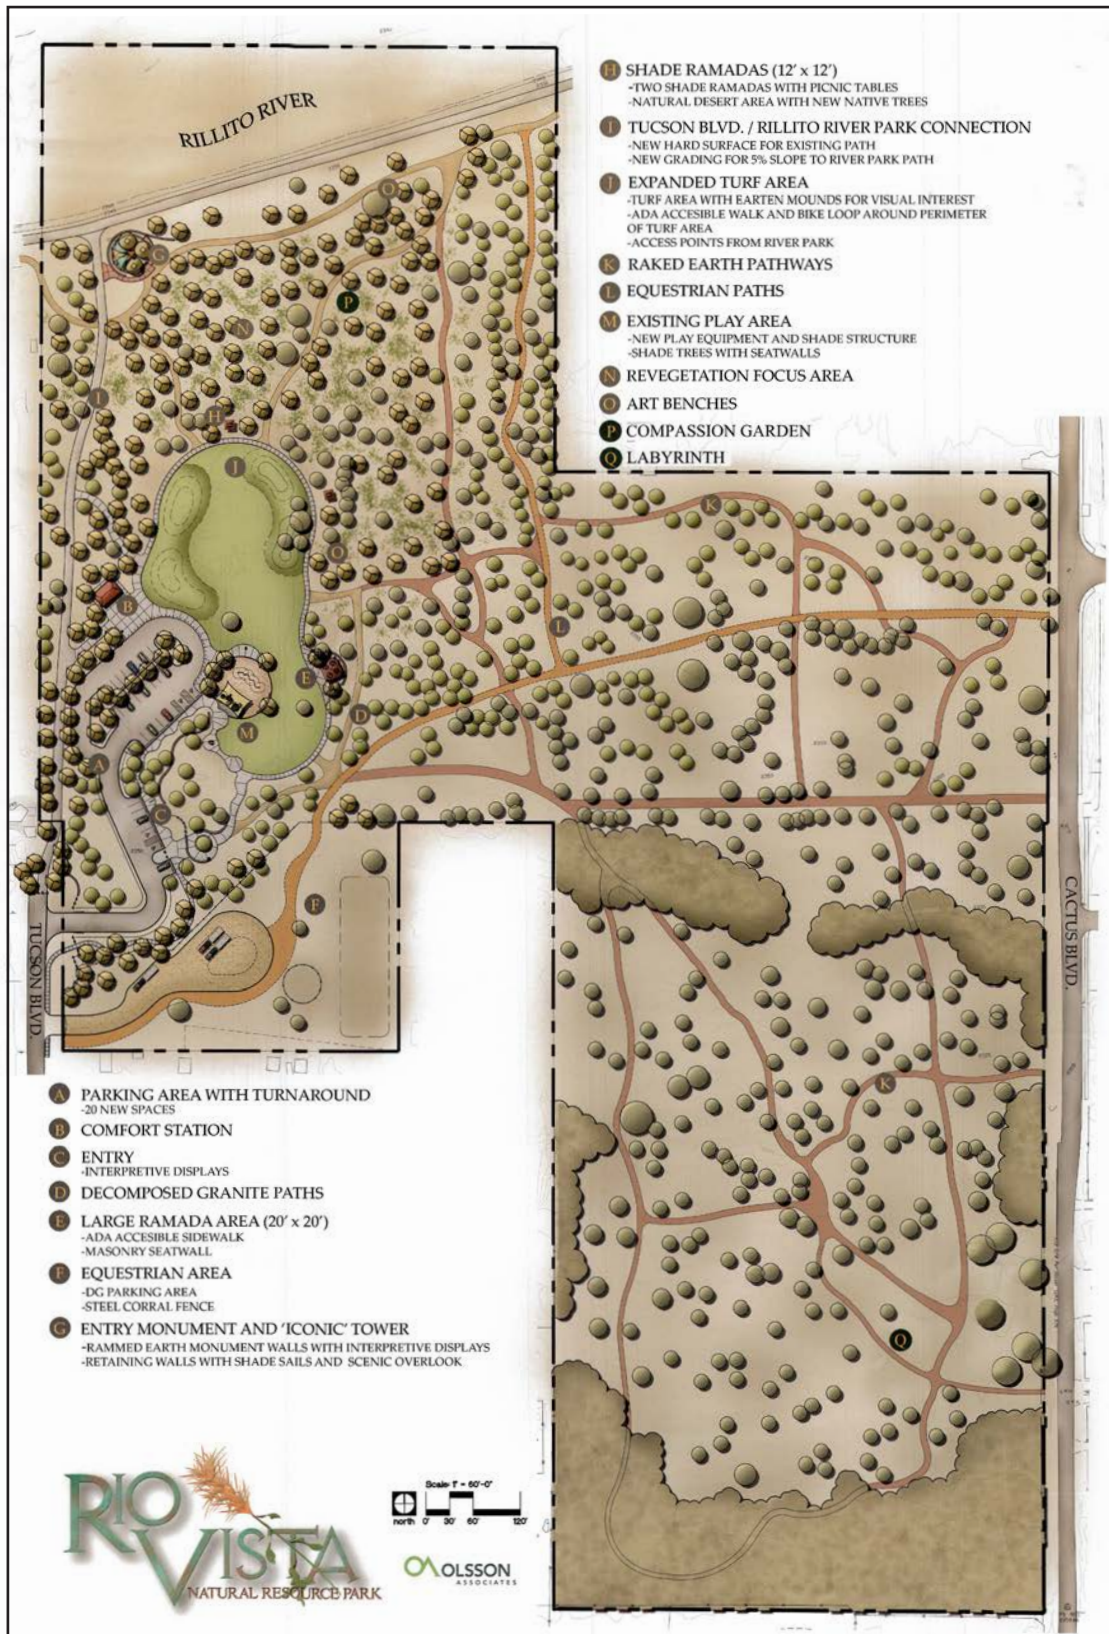 RILLITO RIVER
H SHADE RAMADAS (12' x 12')
-TWO SHADE RAMADAS WITH PICNIC TABLES
-NATURAL DESERT AREA WITH NEW NATIVE TREES
I TUCSON BLVD. / RILLITO RIVER PARK CONNECTION
-NEW HARD SURFACE FOR EXISTING PATH
-NEW GRADING FOR 5% SLOPE TO RIVER PARK PATH
J EXPANDED TURF AREA
-TURF AREA WITH EARTEN MOUNDS FOR VISUAL INTEREST
-ADA ACCESIBLE WALK AND BIKE LOOP AROUND PERIMETER
OF TURF AREA
-ACCESS POINTS FROM RIVER PARK
K RAKED EARTH PATHWAYS
L EQUESTRIAN PATHS
M EXISTING PLAY AREA
-NEW PLAY EQUIPMENT AND SHADE STRUCTURE
-SHADE TREES WITH SEATWALLS
N REVEGETATION FOCUS AREA
O ART BENCHES
P COMPASSION GARDEN
Q LABYRINTH
O
G
P
N
I
H
J
K
O
B
L
E
D
M
A
C
F
TUCSON BLVD.
CACTUS BLVD.
K
Q
A PARKING AREA WITH TURNAROUND
-20 NEW SPACES
B COMFORT STATION
C ENTRY
-INTERPRETIVE DISPLAYS
D DECOMPOSED GRANITE PATHS
E LARGE RAMADA AREA (20' x 20')
-ADA ACCESIBLE SIDEWALK
-MASONRY SEATWALL
F EQUESTRIAN AREA
-DG PARKING AREA
-STEEL CORRAL FENCE
G ENTRY MONUMENT AND 'ICONIC' TOWER
-RAMMED EARTH MONUMENT WALLS WITH INTERPRETIVE DISPLAYS
-RETAINING WALLS WITH SHADE SAILS AND SCENIC OVERLOOK
RIO
VISTA
NATURAL RESOURCE PARK
Scale: 1" = 60'-0"
north 0' 30' 60' 120'
OLSSON
ASSOCIATES